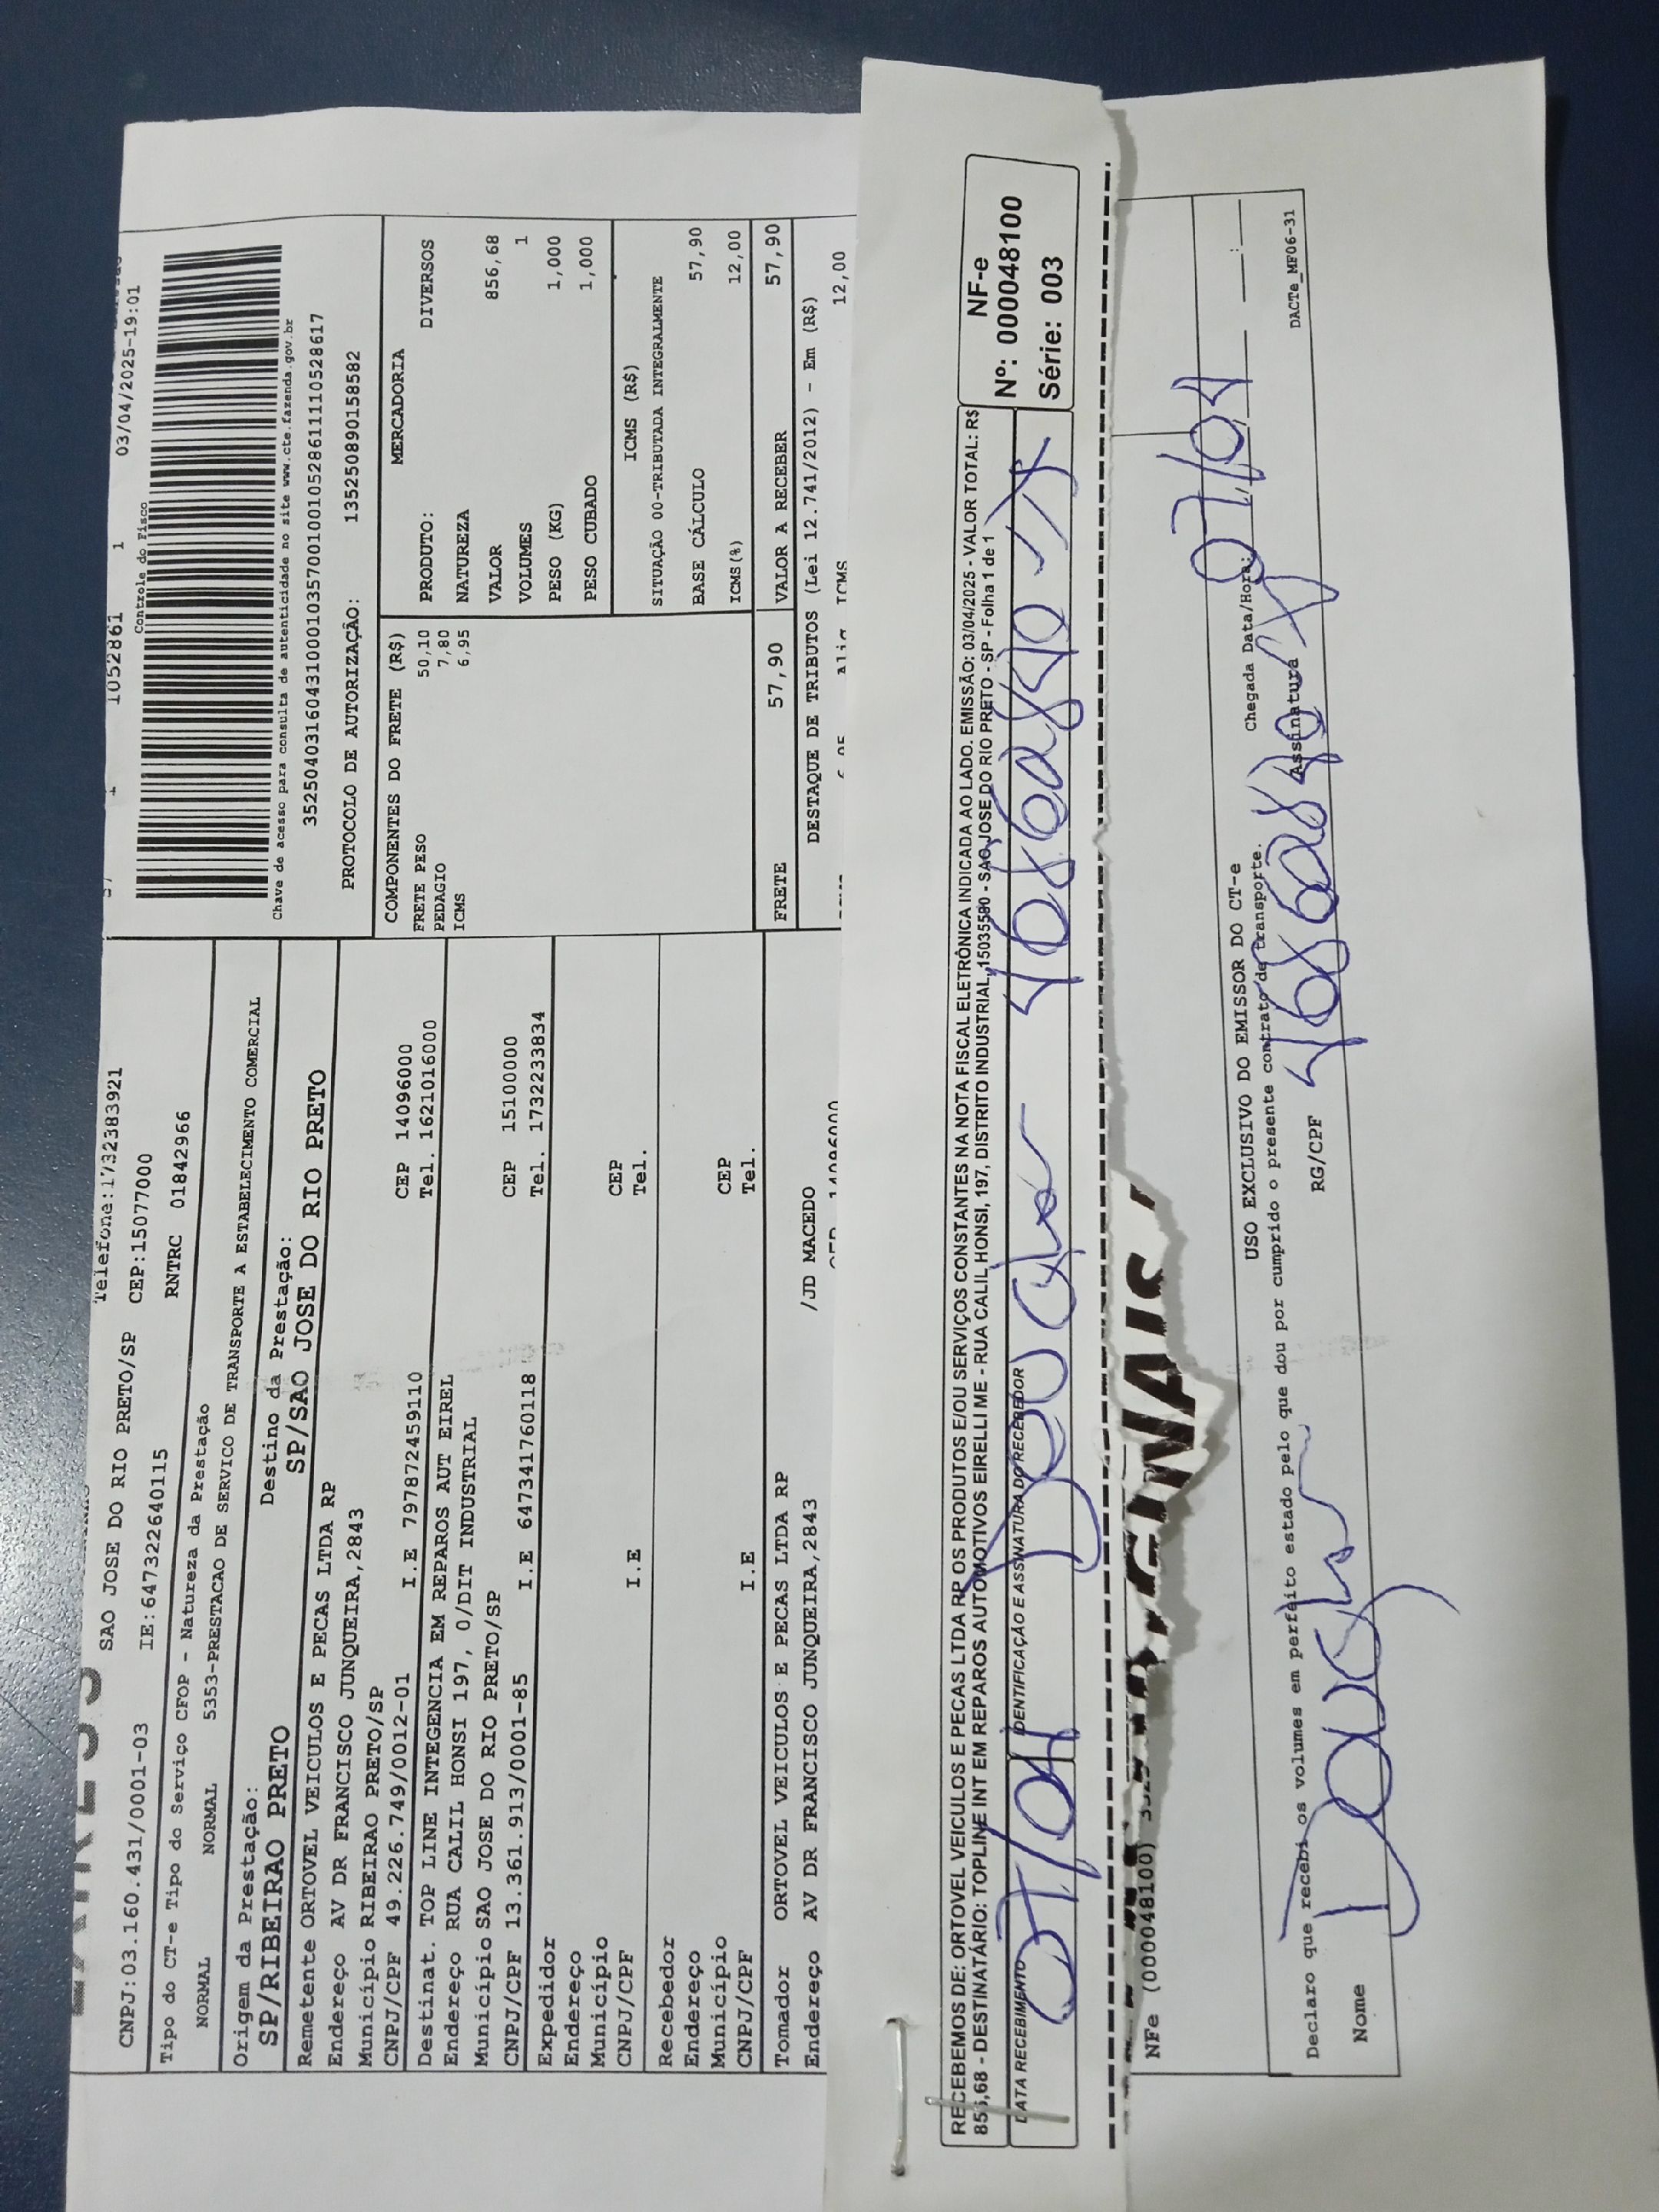 Telefone:1732383921
SAO JOSE DO RIO PRETO/SP CEP:15077000
CNPJ:03.160.431/0001-03 IE:647322640115 RNTRC 01842966
Tipo do CT-e Tipo do Serviço CFOP - Natureza da Prestação
NORMAL NORMAL 5353-PRESTACAO DE SERVICO DE TRANSPORTE A ESTABELECIMENTO COMERCIAL
Origem da Prestação: Destino da Prestação:
SP/RIBEIRAO PRETO SP/SAO JOSE DO RIO PRETO
Remetente ORTOVEL VEICULOS E PECAS LTDA RP
Endereço AV DR FRANCISCO JUNQUEIRA,2843
Município RIBEIRAO PRETO/SP CEP 14096000
CNPJ/CPF 49.226.749/0012-01 I.E 797872459110 Tel. 1621016000
Destinat. TOP LINE INTEGENCIA EM REPAROS AUT EIREL
Endereço RUA CALIL HONSI 197, 0/DIT INDUSTRIAL
Município SAO JOSE DO RIO PRETO/SP CEP 15100000
CNPJ/CPF 13.361.913/0001-85 I.E 647341760118 Tel. 1732233834
Expedidor
Endereço
Município CEP
CNPJ/CPF I.E Tel.
Recebedor
Endereço
Município CEP
CNPJ/CPF I.E Tel.
Tomador ORTOVEL VEICULOS E PECAS LTDA RP
Endereço AV DR FRANCISCO JUNQUEIRA,2843 /JD MACEDO
1052861 1 03/04/2025-19:01
Controle do Fisco
Chave de acesso para consulta de autenticidade no site www.cte.fazenda.gov.br
35250403160431000103570010010528611110528617
PROTOCOLO DE AUTORIZAÇÃO: 135250890158582
COMPONENTES DO FRETE (R$)
FRETE PESO 50,10
PEDAGIO 7,80
ICMS 6,95
MERCADORIA
PRODUTO: DIVERSOS
NATUREZA
VALOR 856,68
VOLUMES 1
PESO (KG) 1,000
PESO CUBADO 1,000
ICMS (R$)
SITUAÇÃO 00-TRIBUTADA INTEGRALMENTE
BASE CÁLCULO 57,90
ICMS(%) 12,00
FRETE 57,90 VALOR A RECEBER 57,90
DESTAQUE DE TRIBUTOS (Lei 12.741/2012) - Em (R$)
ICMS 12,00
RECEBEMOS DE: ORTOVEL VEICULOS E PECAS LTDA RP OS PRODUTOS E/OU SERVIÇOS CONSTANTES NA NOTA FISCAL ELETRÔNICA INDICADA AO LADO. EMISSÃO: 03/04/2025 - VALOR TOTAL: R$
856,68 - DESTINATÁRIO: TOPLINE INT EM REPAROS AUTOMOTIVOS EIRELLI ME - RUA CALIL HONSI, 197, DISTRITO INDUSTRIAL, 15035580 - SAO JOSE DO RIO PRETO - SP - Folha 1 de 1
DATA RECEBIMENTO IDENTIFICAÇÃO E ASSINATURA DO RECEBEDOR
07/04
NF-e
Nº: 000048100
Série: 003
NFe (000048100)
USO EXCLUSIVO DO EMISSOR DO CT-e
Chegada Data/Hora: 07/04
Declaro que recebi os volumes em perfeito estado pelo que dou por cumprido o presente contrato de transporte.
Nome RG/CPF Assinatura
DACTe_MF06-31